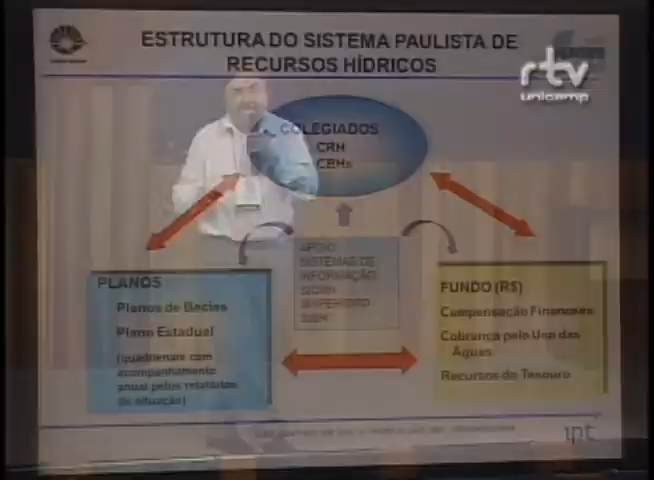 ESTRUTURA DO SISTEMA PAULISTA DE
RECURSOS HÍDRICOS
rtv
unicamp
COLEGIADOS
CRH
CBHs
APOIO
SISTEMAS DE
INFORMAÇÃO
PLANOS
Planos de Bacias
Plano Estadual
(quadrienais com
acompanhamento
anual pelos relatórios
de situação)
FUNDO (R$)
Compensação Financeira
Cobrança pelo Uso das
Águas
Recursos do Tesouro
ipt